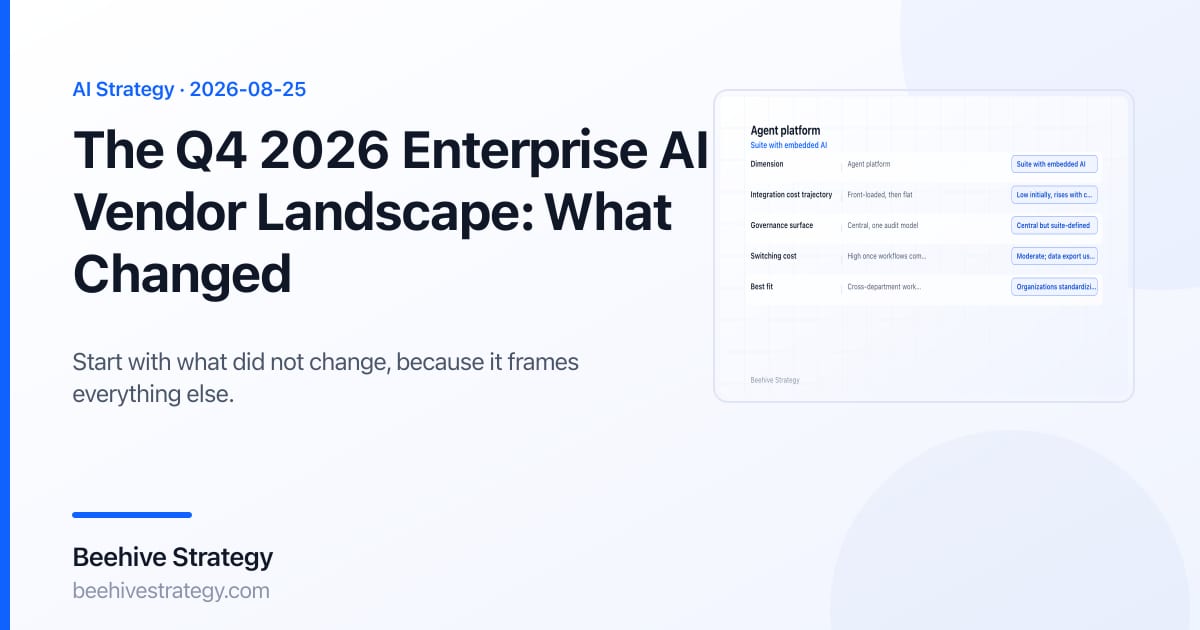 AI Strategy · 2026-08-25
The Q4 2026 Enterprise AI
Vendor Landscape: What
Changed
Start with what did not change, because it frames
everything else.
Beehive Strategy
beehivestrategy.com
Agent platform
Suite with embedded AI
Dimension Agent platform Suite with embedded AI
Integration cost trajectory Front-loaded, then flat Low initially, rises with c...
Governance surface Central, one audit model Central but suite-defined
Switching cost High once workflows com... Moderate; data export us...
Best fit Cross-department work... Organizations standardizi...
Beehive Strategy